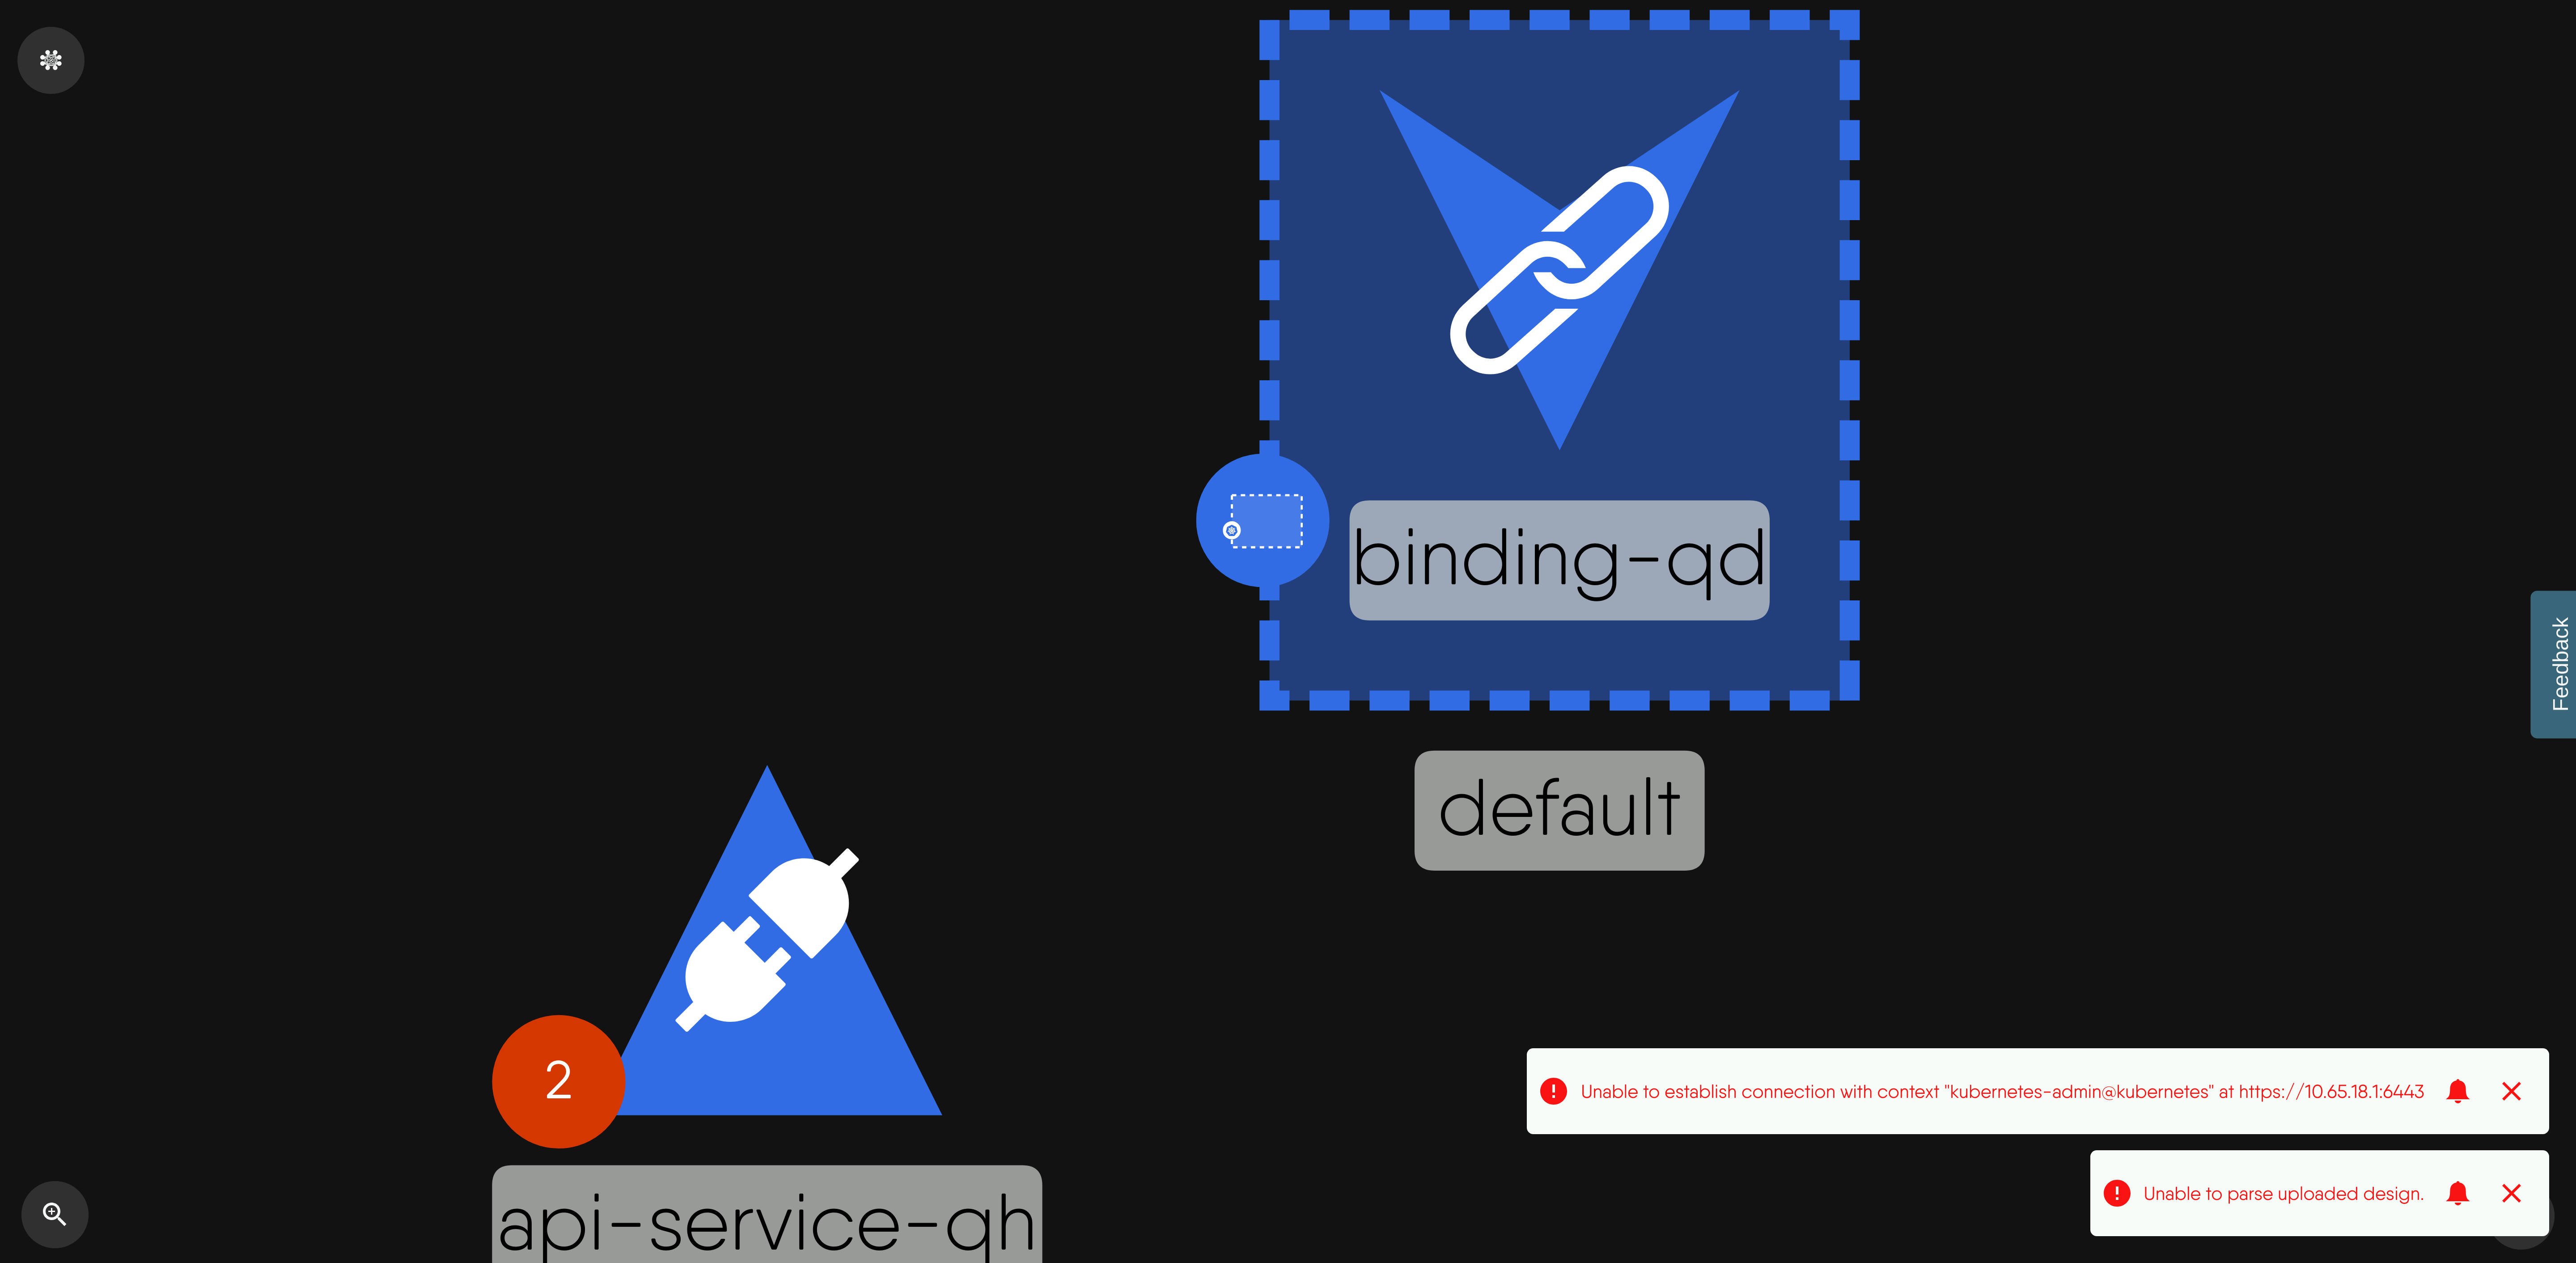 binding-qd
default
Feedback
2
api-service-qh
Unable to establish connection with context "kubernetes-admin@kubernetes" at https://10.65.18.1:6443
Unable to parse uploaded design.